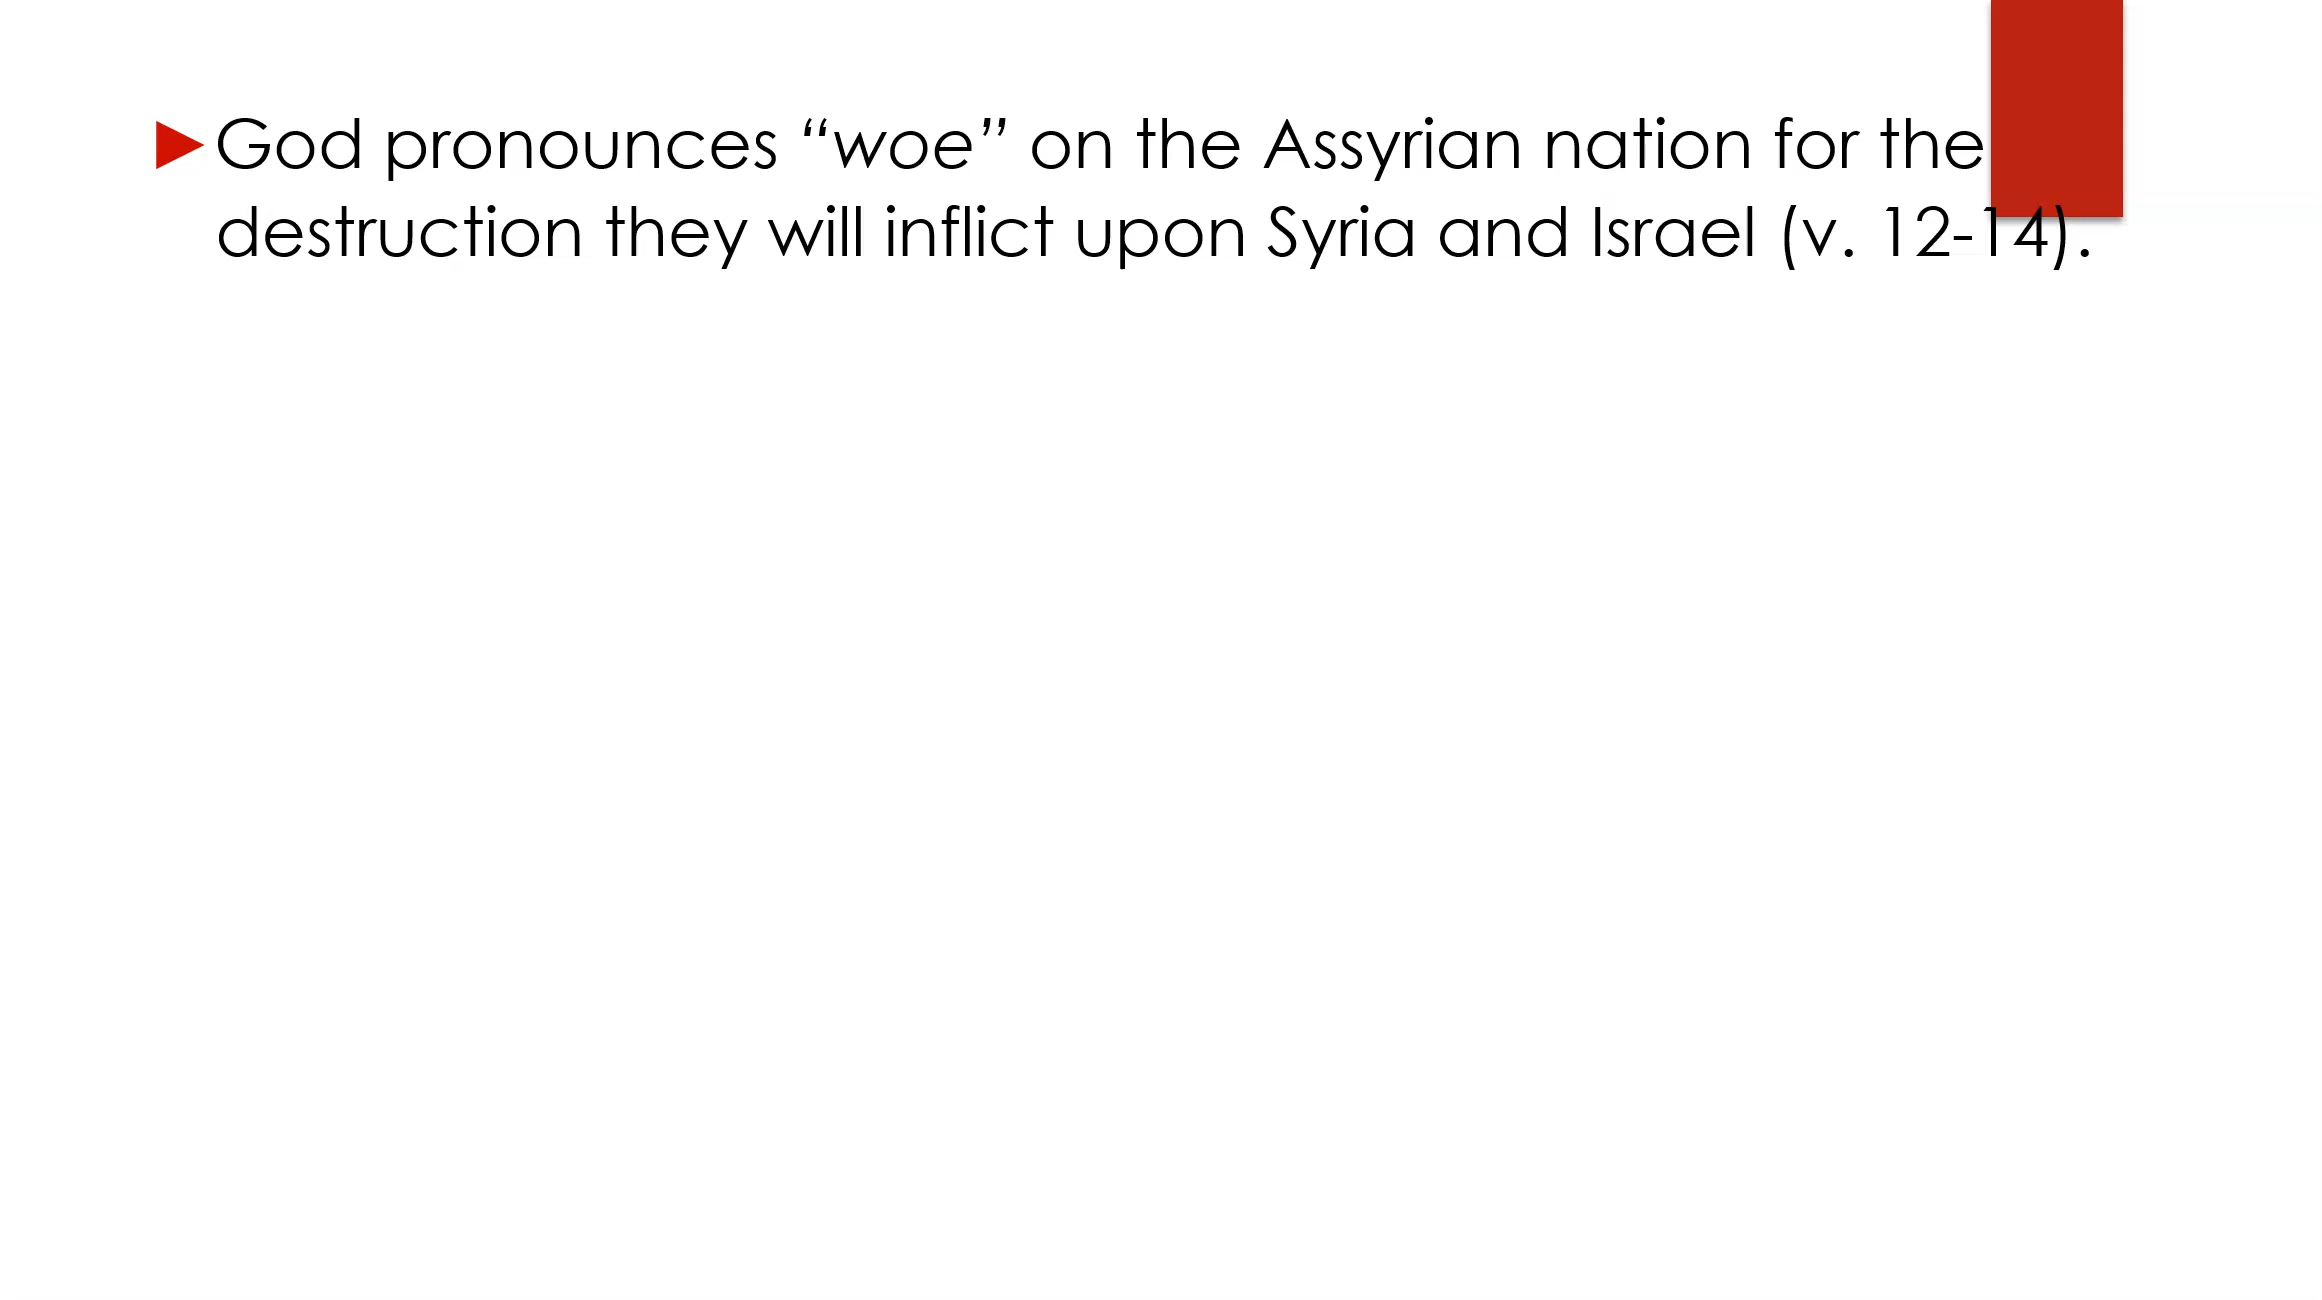 ►God pronounces “woe” on the Assyrian nation for the
destruction they will inflict upon Syria and Israel (v. 12-14).